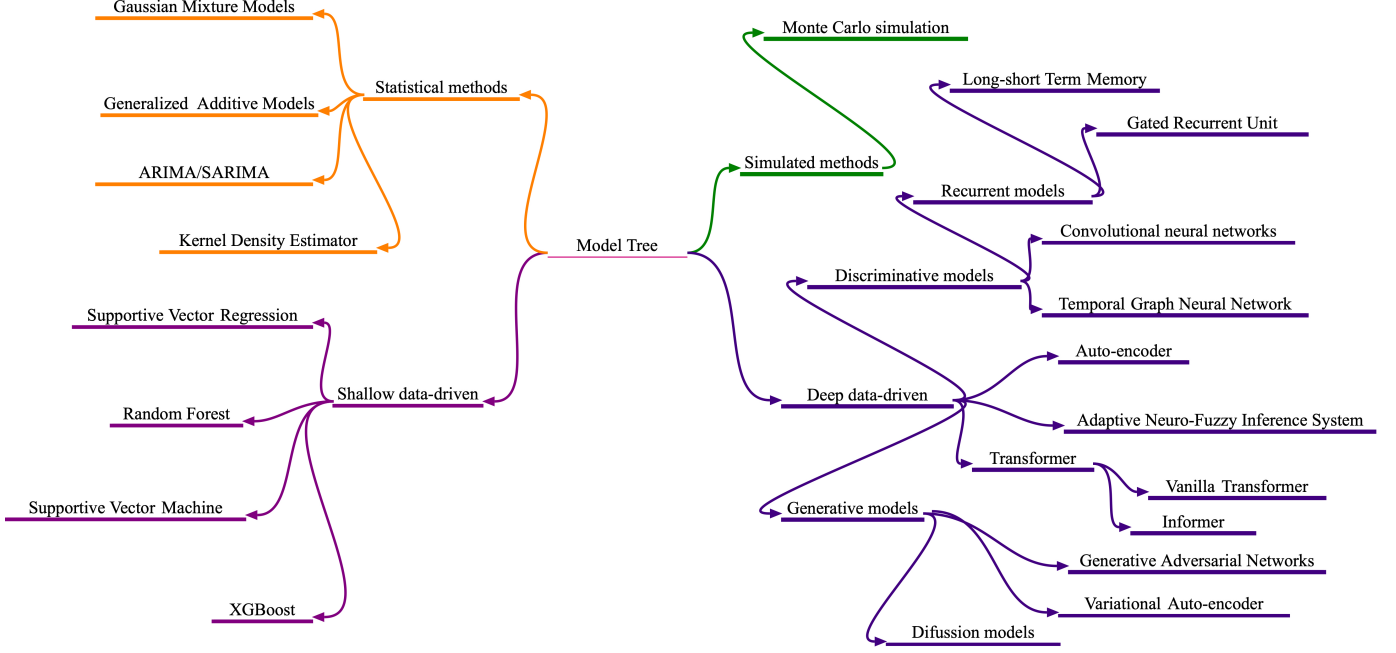 Gaussian Mixture Models
Generalized Additive Models
ARIMA/SARIMA
Kernel Density Estimator
Statistical methods
Supportive Vector Regression
Random Forest
Supportive Vector Machine
XGBoost
Shallow data-driven
Model Tree
Monte Carlo simulation
Simulated methods
Long-short Term Memory
Gated Recurrent Unit
Recurrent models
Convolutional neural networks
Discriminative models
Temporal Graph Neural Network
Auto-encoder
Deep data-driven
Adaptive Neuro-Fuzzy Inference System
Transformer
Vanilla Transformer
Informer
Generative models
Generative Adversarial Networks
Variational Auto-encoder
Difussion models